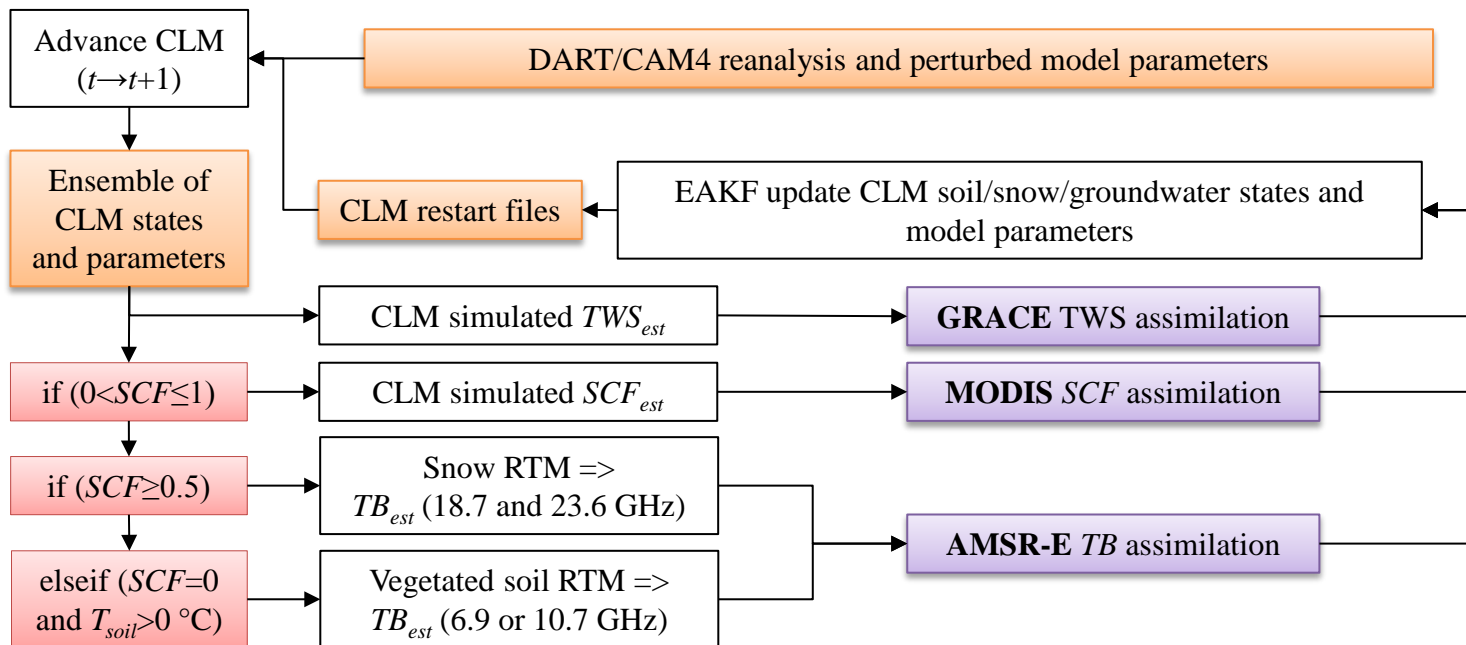 Advance CLM
(t→t+1)
DART/CAM4 reanalysis and perturbed model parameters
Ensemble of
CLM states
and parameters
CLM restart files
EAKF update CLM soil/snow/groundwater states and
model parameters
CLM simulated TWSest
GRACE TWS assimilation
if (0<SCF≤1)
CLM simulated SCFest
MODIS SCF assimilation
if (SCF≥0.5)
Snow RTM =>
TBest (18.7 and 23.6 GHz)
AMSR-E TB assimilation
elseif (SCF=0
and Tsoil>0 °C)
Vegetated soil RTM =>
TBest (6.9 or 10.7 GHz)